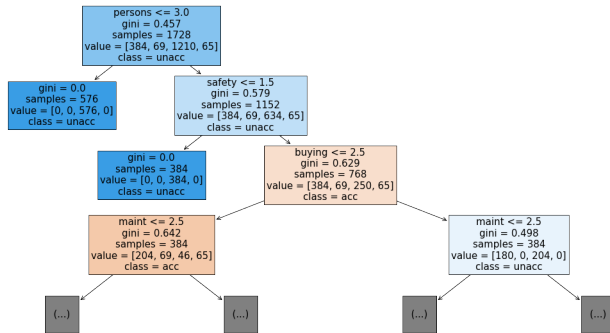 persons <= 3.0
gini = 0.457
samples = 1728
value = [384, 69, 1210, 65]
class = unacc
gini = 0.0
samples = 576
value = [0, 0, 576, 0]
class = unacc
safety <= 1.5
gini = 0.579
samples = 1152
value = [384, 69, 634, 65]
class = unacc
gini = 0.0
samples = 384
value = [0, 0, 384, 0]
class = unacc
buying <= 2.5
gini = 0.629
samples = 768
value = [384, 69, 250, 65]
class = acc
maint <= 2.5
gini = 0.642
samples = 384
value = [204, 69, 46, 65]
class = acc
maint <= 2.5
gini = 0.498
samples = 384
value = [180, 0, 204, 0]
class = unacc
(...)
(...)
(...)
(...)